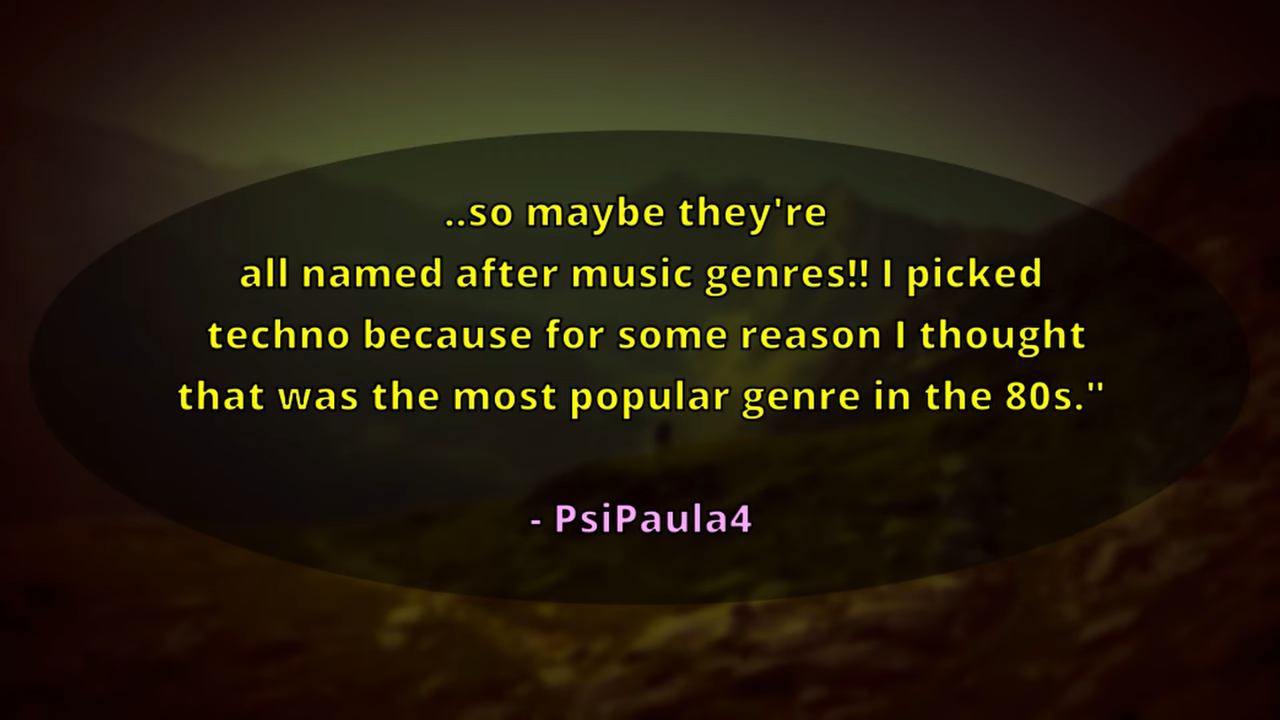 ..so maybe they're
all named after music genres!! I picked
techno because for some reason I thought
that was the most popular genre in the 80s.''
- PsiPaula4